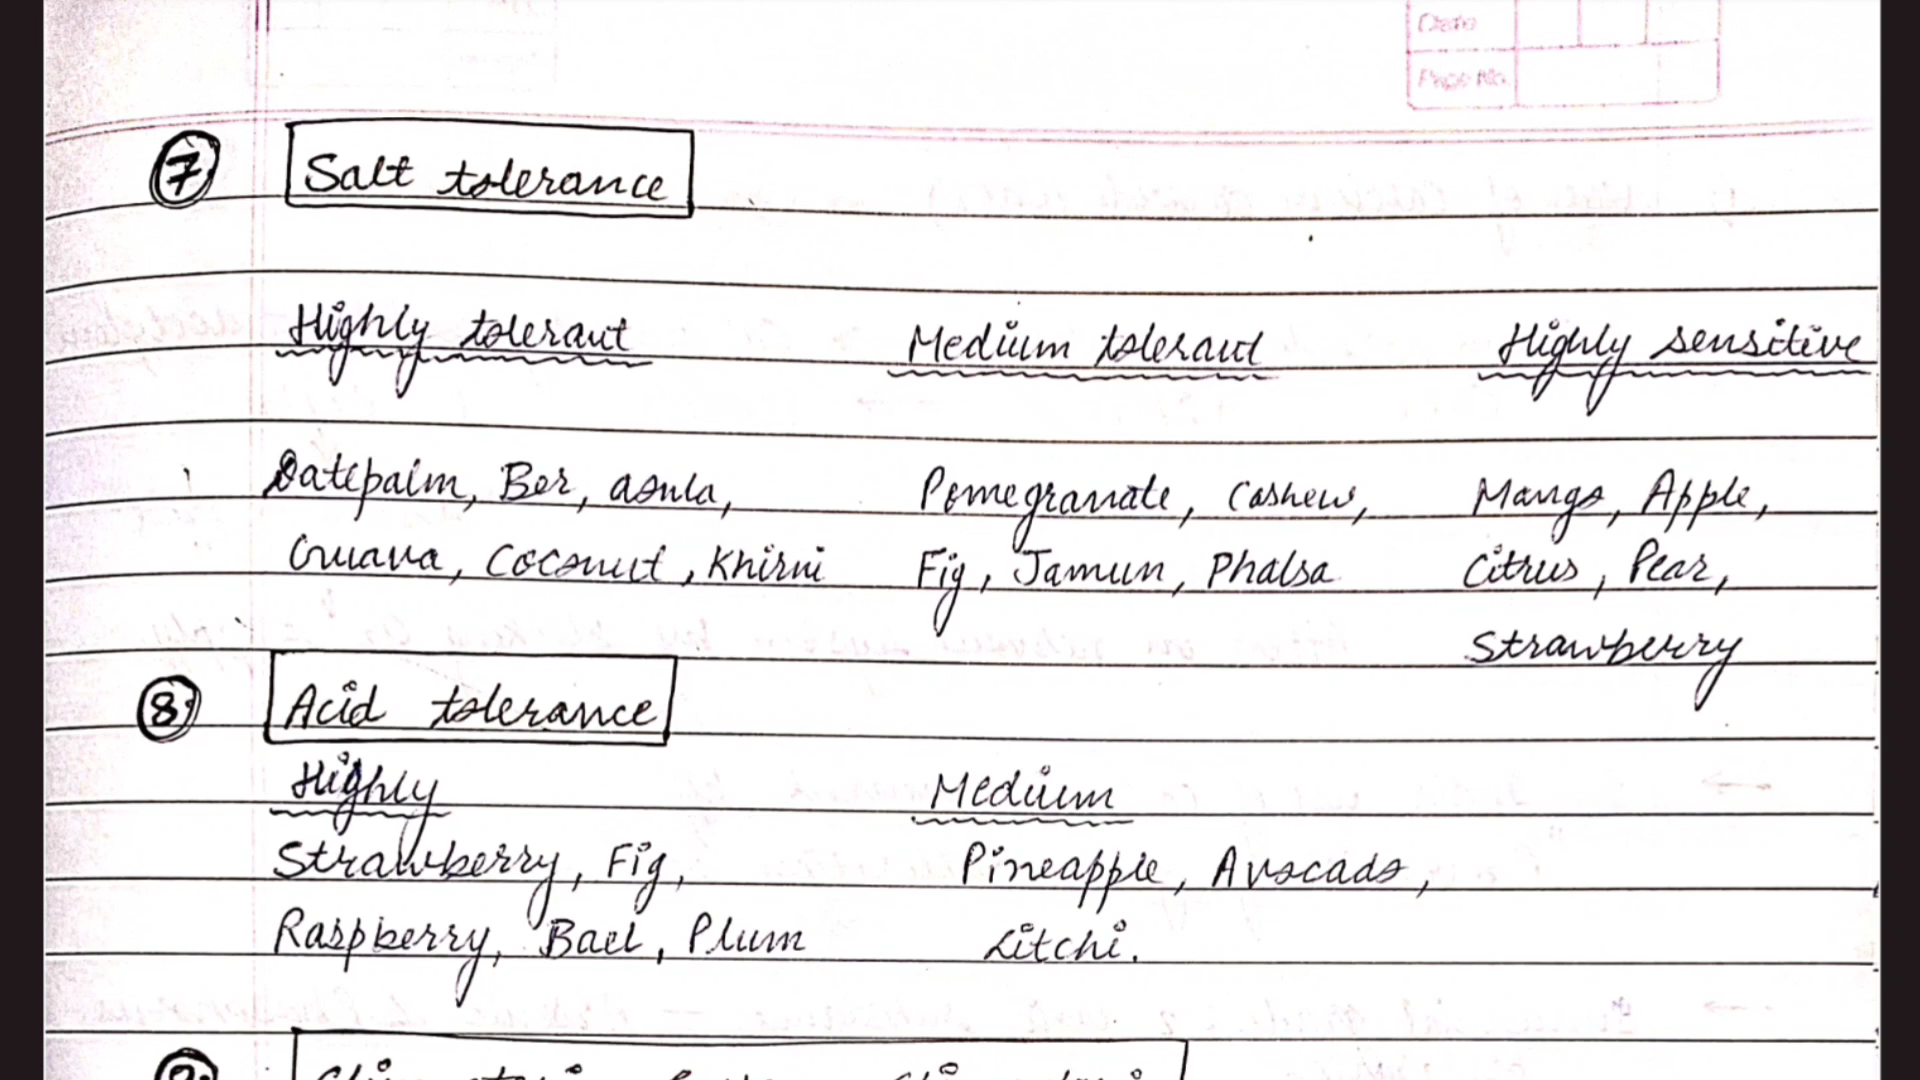 Date
Page No.
7 Salt tolerance
Highly tolerant Medium tolerant Highly sensitive
Datepalm, Ber, aonla, Pomegranate, Cashew, Mango, Apple,
Guava, Coconut, Khirni Fig, Jamun, Phalsa Citrus, Pear,
Strawberry
8. Acid tolerance
Highly Medium
Strawberry, Fig, Pineapple, Avocado,
Raspberry, Bael, Plum Litchi.